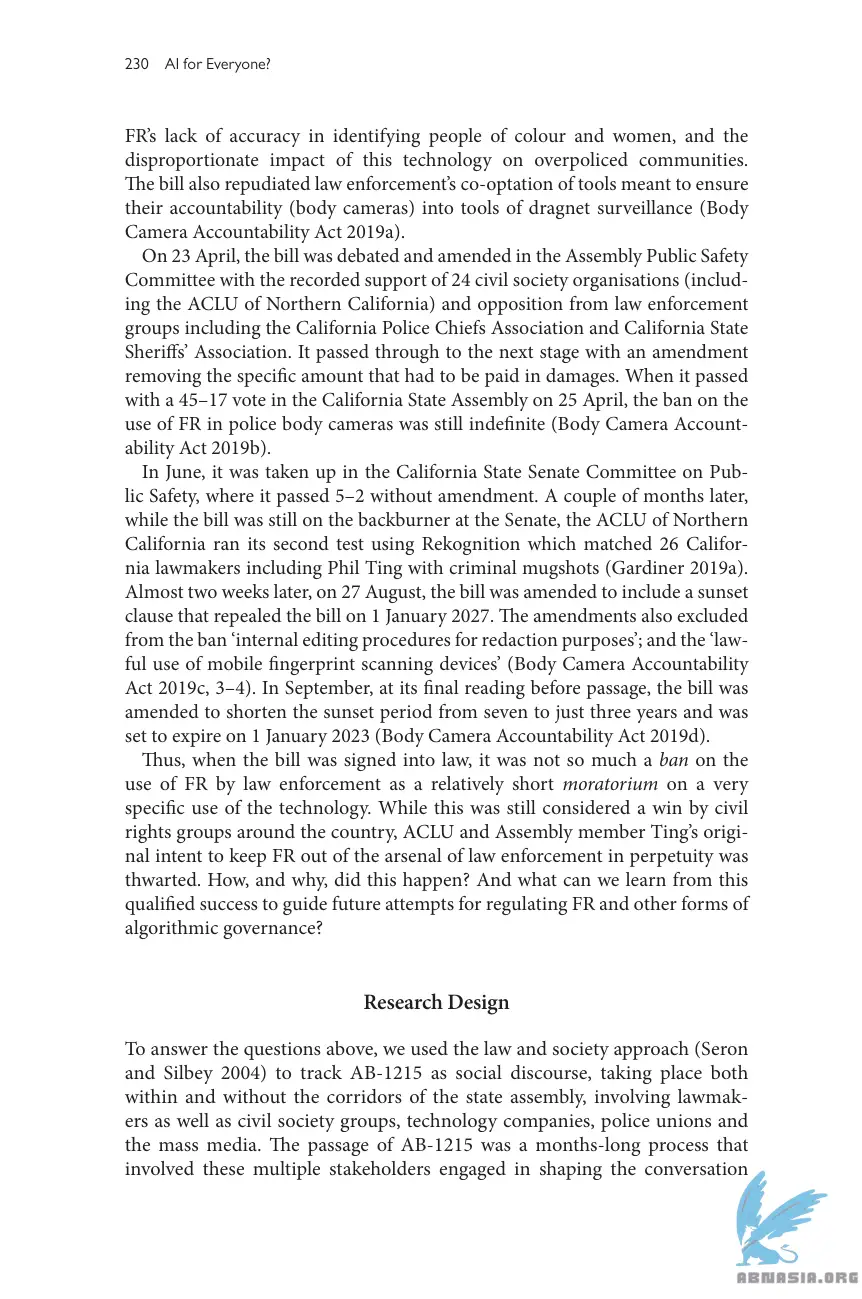 230 AI for Everyone?
FR’s lack of accuracy in identifying people of colour and women, and the
disproportionate impact of this technology on overpoliced communities.
The bill also repudiated law enforcement’s co-optation of tools meant to ensure
their accountability (body cameras) into tools of dragnet surveillance (Body
Camera Accountability Act 2019a).
On 23 April, the bill was debated and amended in the Assembly Public Safety
Committee with the recorded support of 24 civil society organisations (includ-
ing the ACLU of Northern California) and opposition from law enforcement
groups including the California Police Chiefs Association and California State
Sheriffs’ Association. It passed through to the next stage with an amendment
removing the specific amount that had to be paid in damages. When it passed
with a 45–17 vote in the California State Assembly on 25 April, the ban on the
use of FR in police body cameras was still indefinite (Body Camera Account-
ability Act 2019b).
In June, it was taken up in the California State Senate Committee on Pub-
lic Safety, where it passed 5–2 without amendment. A couple of months later,
while the bill was still on the backburner at the Senate, the ACLU of Northern
California ran its second test using Rekognition which matched 26 Califor-
nia lawmakers including Phil Ting with criminal mugshots (Gardiner 2019a).
Almost two weeks later, on 27 August, the bill was amended to include a sunset
clause that repealed the bill on 1 January 2027. The amendments also excluded
from the ban ‘internal editing procedures for redaction purposes’; and the ‘law-
ful use of mobile fingerprint scanning devices’ (Body Camera Accountability
Act 2019c, 3–4). In September, at its final reading before passage, the bill was
amended to shorten the sunset period from seven to just three years and was
set to expire on 1 January 2023 (Body Camera Accountability Act 2019d).
Thus, when the bill was signed into law, it was not so much a ban on the
use of FR by law enforcement as a relatively short moratorium on a very
specific use of the technology. While this was still considered a win by civil
rights groups around the country, ACLU and Assembly member Ting’s origi-
nal intent to keep FR out of the arsenal of law enforcement in perpetuity was
thwarted. How, and why, did this happen? And what can we learn from this
qualified success to guide future attempts for regulating FR and other forms of
algorithmic governance?
Research Design
To answer the questions above, we used the law and society approach (Seron
and Silbey 2004) to track AB-1215 as social discourse, taking place both
within and without the corridors of the state assembly, involving lawmak-
ers as well as civil society groups, technology companies, police unions and
the mass media. The passage of AB-1215 was a months-long process that
involved these multiple stakeholders engaged in shaping the conversation
ABNASIA.ORG